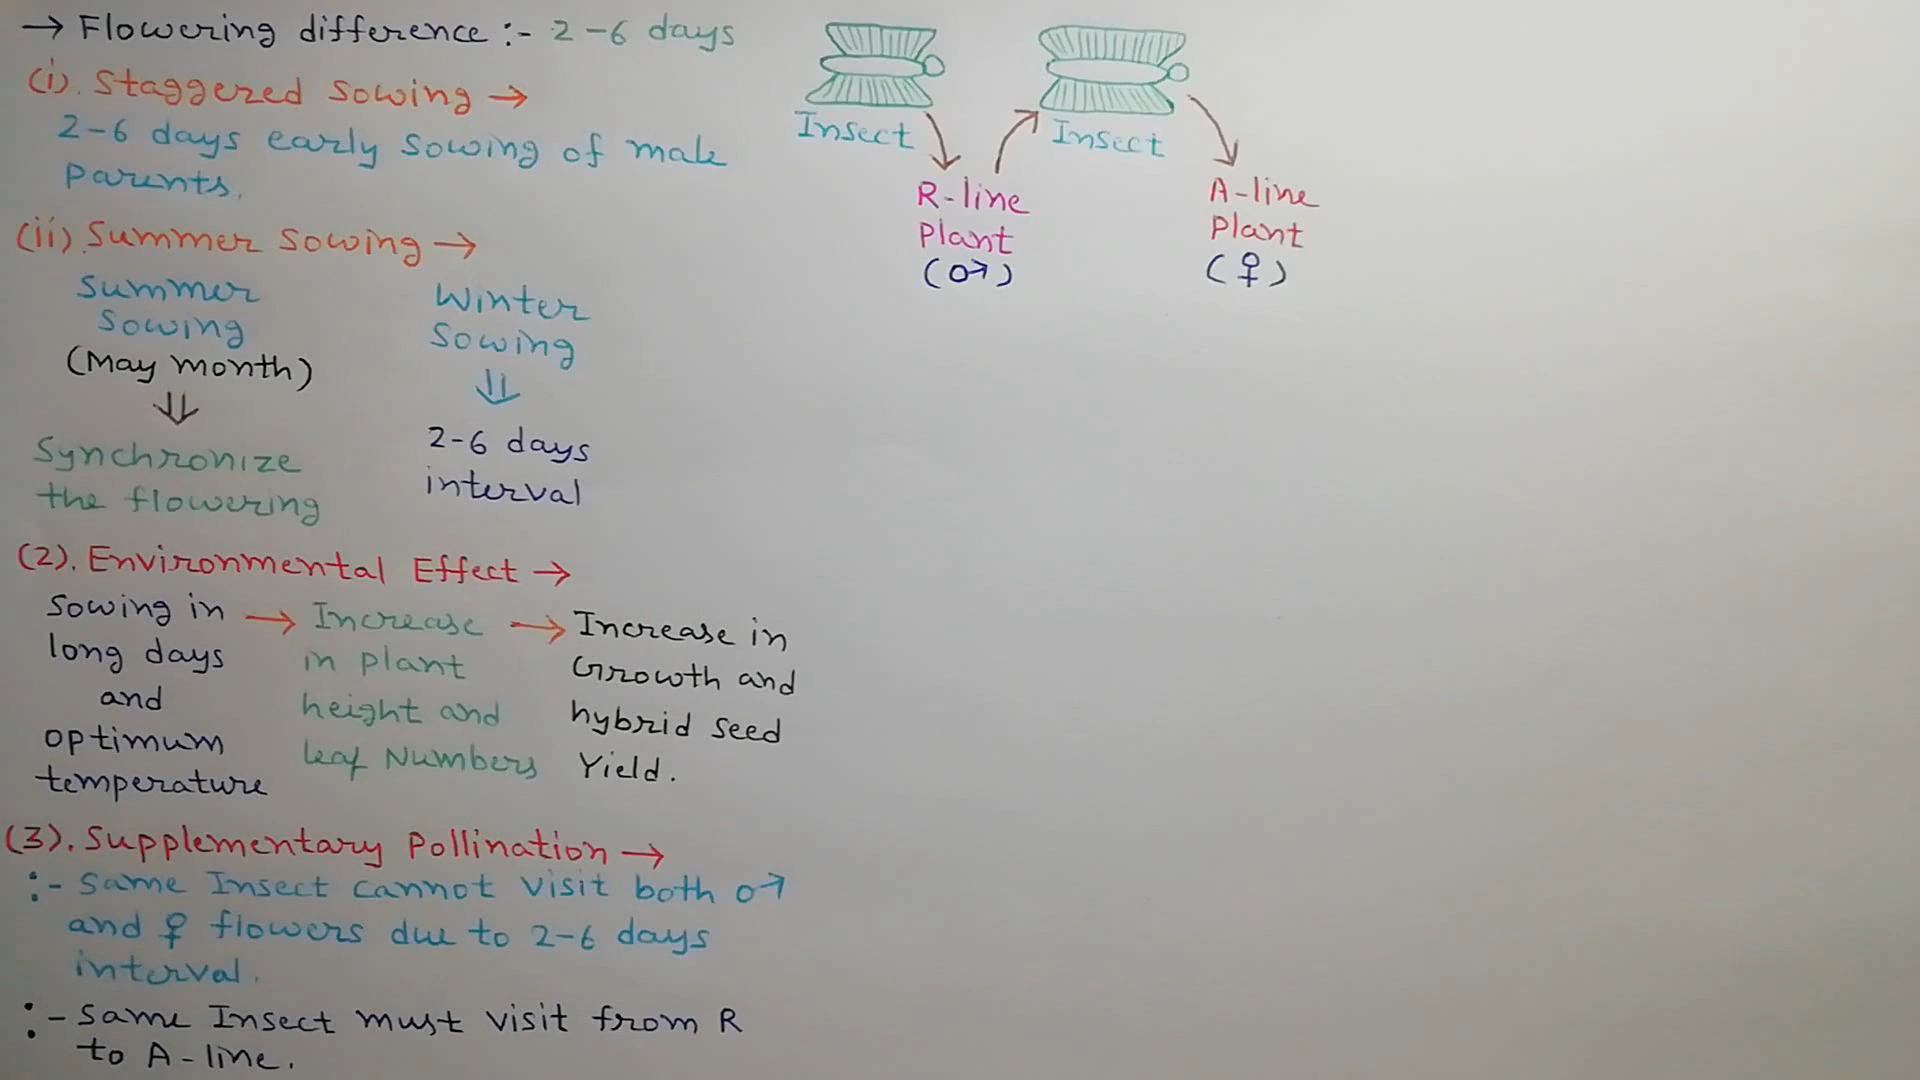 → Flowering difference :- 2-6 days
(i). Staggered Sowing →
2-6 days early sowing of male
parents.
(ii). Summer Sowing →
Summer
Sowing
(May month)
⇓
Synchronize
the flowering
Winter
Sowing
⇓
2-6 days
interval
(2). Environmental Effect →
Sowing in
long days
and
optimum
temperature
→ Increase
in plant
height and
leaf Numbers
→ Increase in
Growth and
hybrid seed
Yield.
(3). Supplementary Pollination →
:- Same Insect cannot visit both ♂
and ♀ flowers due to 2-6 days
interval.
:- Same Insect must visit from R
to A-line.
Insect
R-line
Plant
(♂)
Insect
A-line
Plant
(♀)